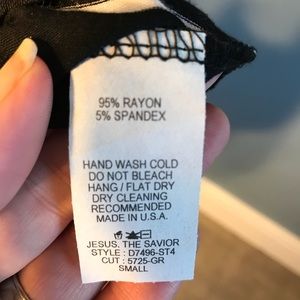 95% RAYON
5% SPANDEX
HAND WASH COLD
DO NOT BLEACH
HANG / FLAT DRY
DRY CLEANING
RECOMMENDED
MADE IN U.S.A.
JESUS. THE SAVIOR
STYLE : D7496-ST4
CUT : 5725-GR
SMALL